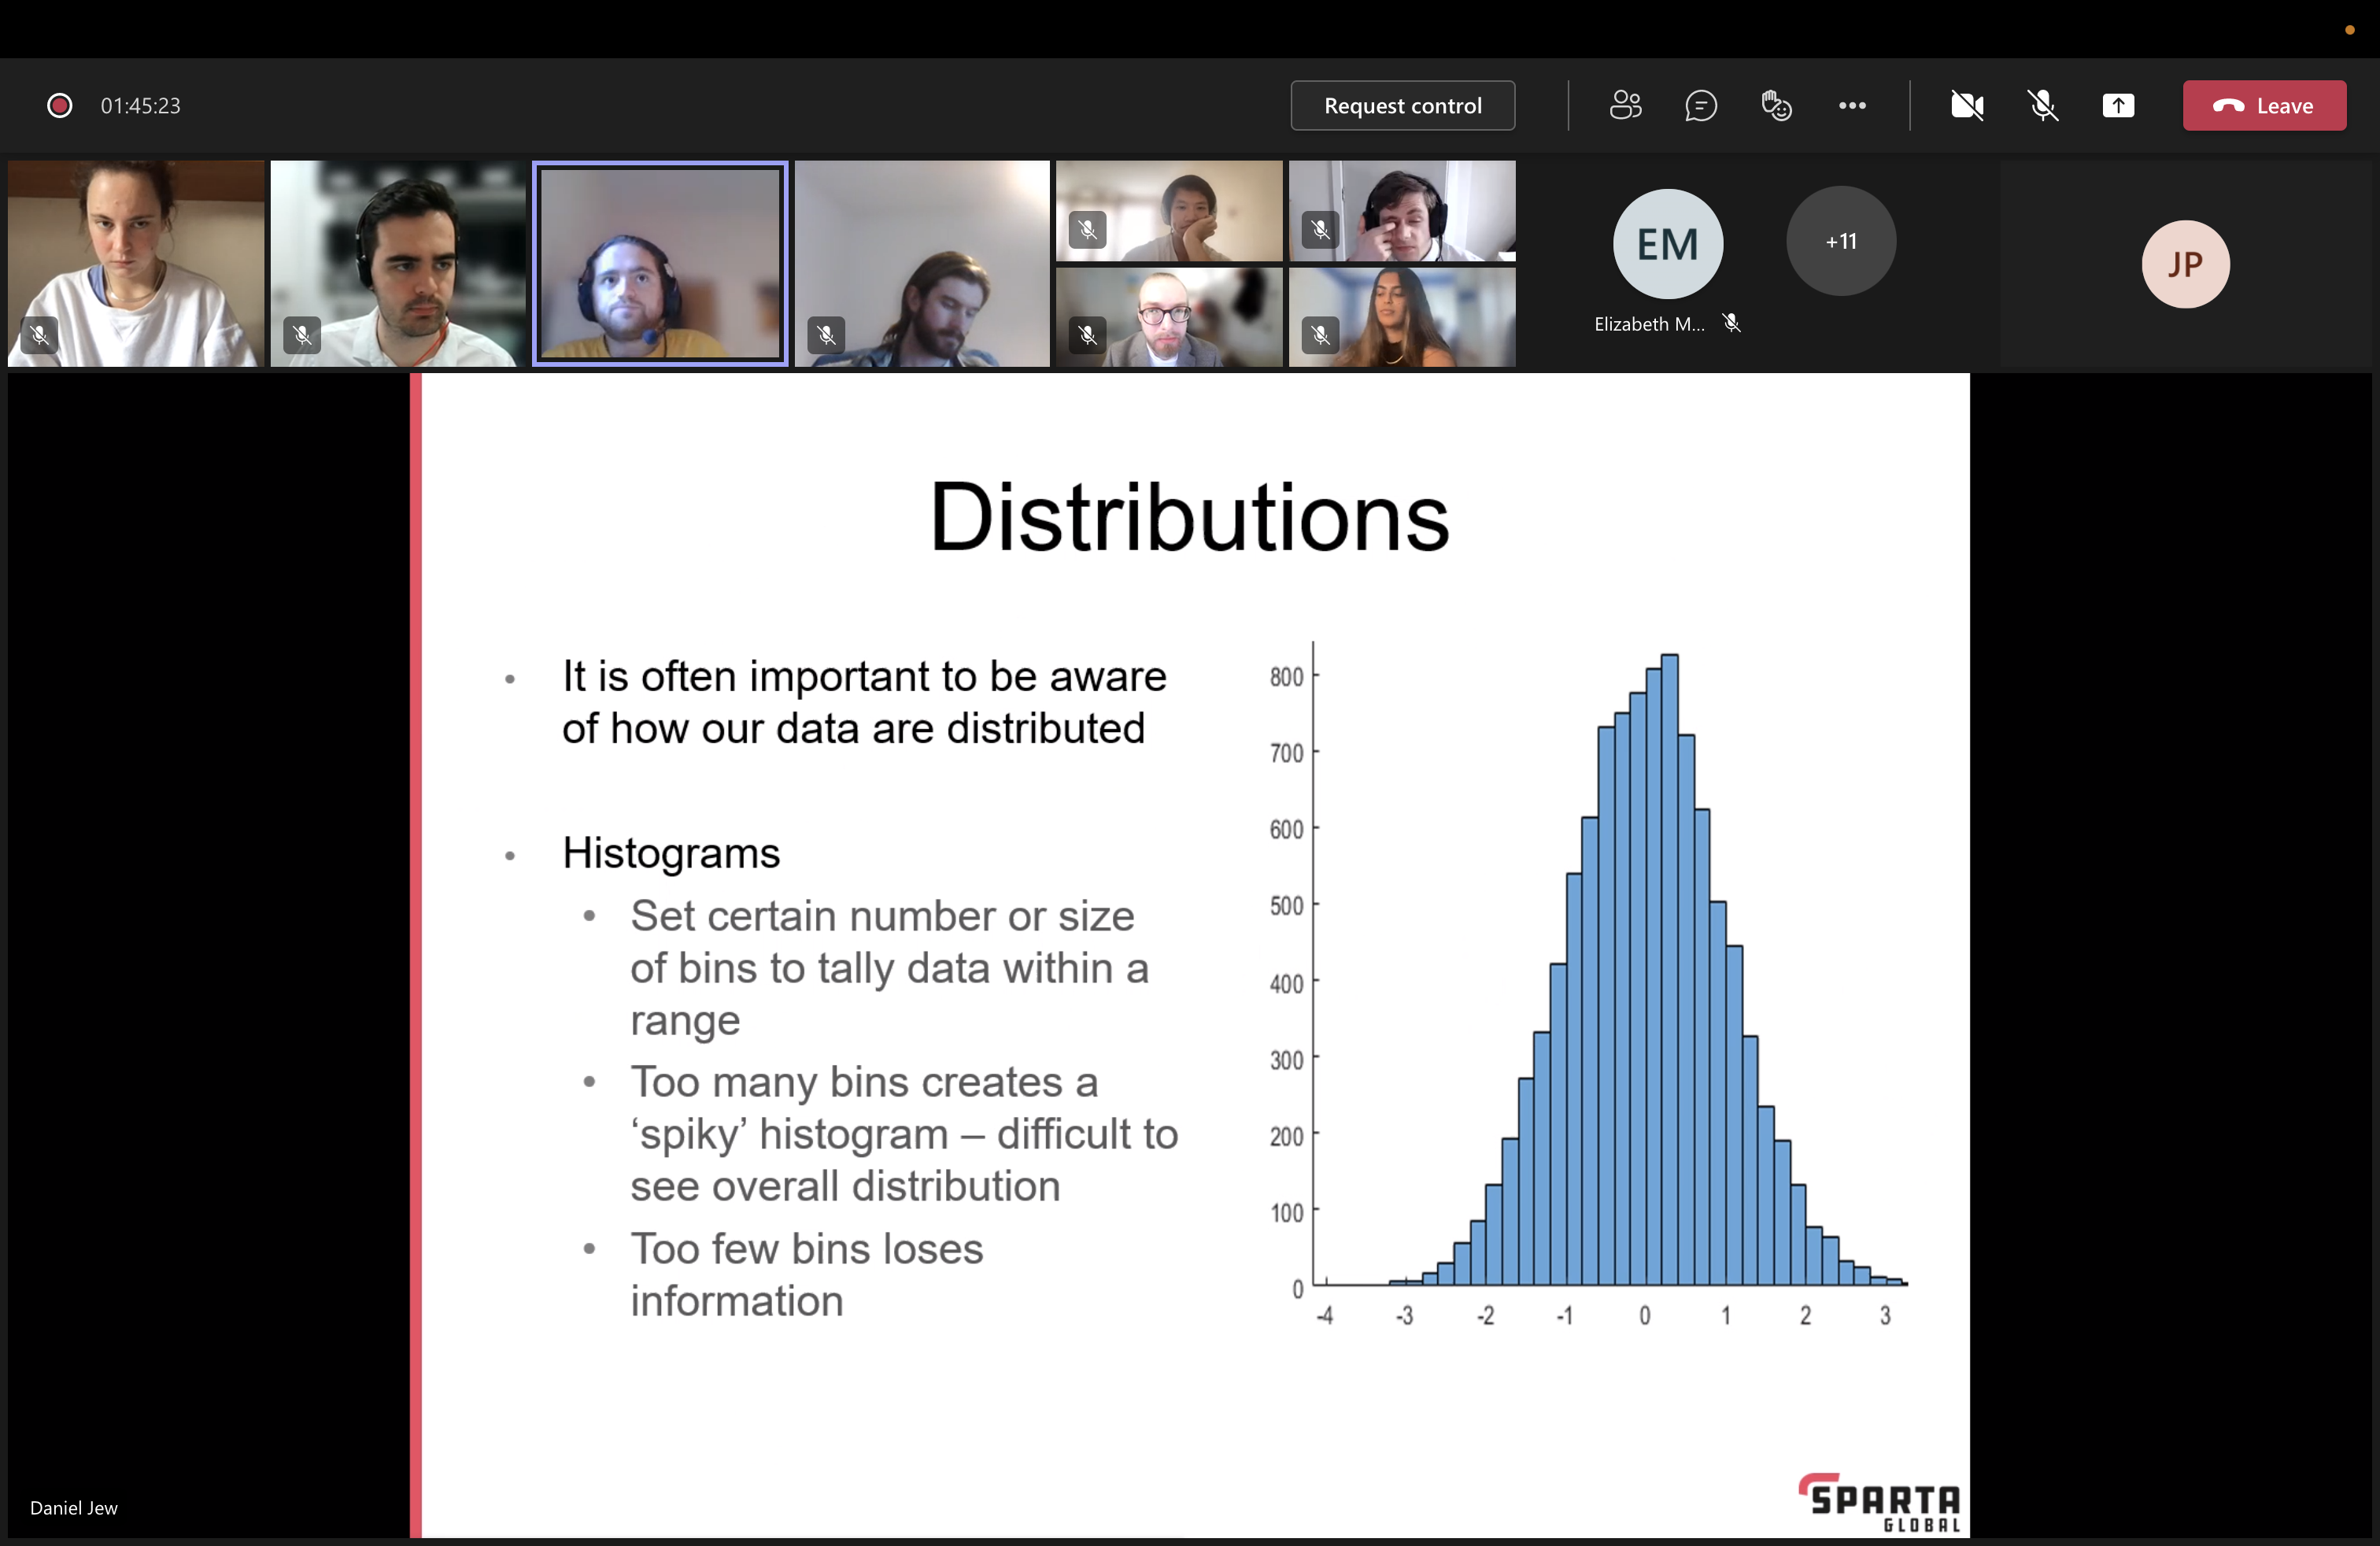 01:45:23
Request control
Leave
EM
+11
JP
Elizabeth M...
Distributions
It is often important to be aware
of how our data are distributed
Histograms
Set certain number or size
of bins to tally data within a
range
Too many bins creates a
‘spiky’ histogram – difficult to
see overall distribution
Too few bins loses
information
800
700
600
500
400
300
200
100
0
-4 -3 -2 -1 0 1 2 3
Daniel Jew
SPARTA
GLOBAL